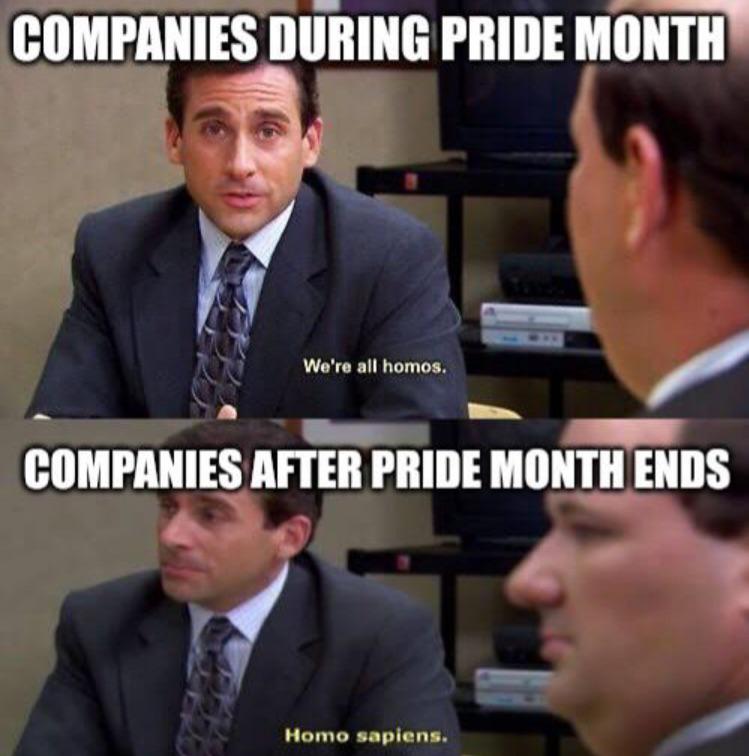 COMPANIES DURING PRIDE MONTH
We're all homos.
COMPANIES AFTER PRIDE MONTH ENDS
Homo sapiens.